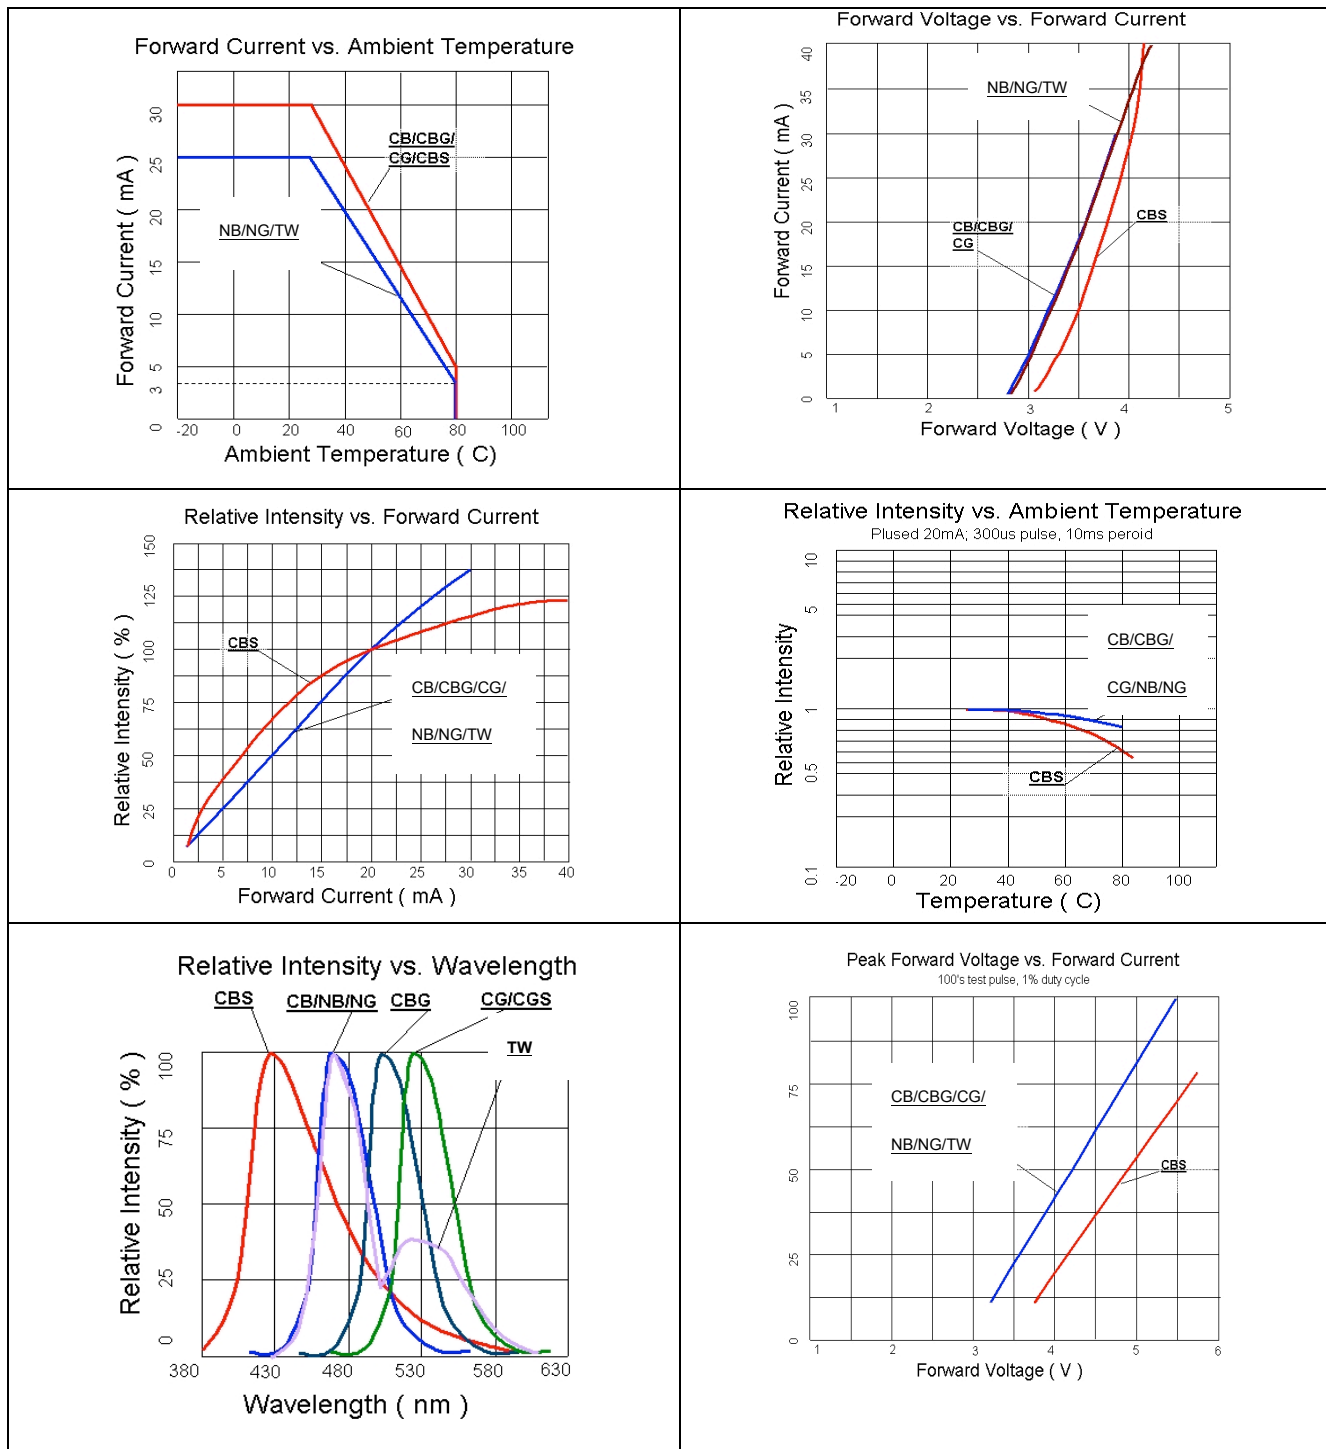 Forward Current vs. Ambient Temperature
Forward Current ( mA )
30
25
20
15
10
5
3
0
CB/CBG/
CG/CBS
NB/NG/TW
-20 0 20 40 60 80 100
Ambient Temperature ( C)
Forward Voltage vs. Forward Current
Forward Current ( mA )
40
35
30
25
20
15
10
5
0
NB/NG/TW
CBS
CB/CBG/
CG
1 2 3 4 5
Forward Voltage ( V )
Relative Intensity vs. Forward Current
Relative Intensity ( % )
150
125
100
75
50
25
0
CBS
CB/CBG/CG/
NB/NG/TW
0 5 10 15 20 25 30 35 40
Forward Current ( mA )
Relative Intensity vs. Ambient Temperature
Plused 20mA; 300us pulse, 10ms peroid
Relative Intensity
10
5
1
0.5
0.1
CB/CBG/
CG/NB/NG
CBS
-20 0 20 40 60 80 100
Temperature ( C)
Relative Intensity vs. Wavelength
CBS CB/NB/NG CBG CG/CGS
TW
Relative Intensity ( % )
100
75
50
25
0
380 430 480 530 580 630
Wavelength ( nm )
Peak Forward Voltage vs. Forward Current
100's test pulse, 1% duty cycle
100
75
50
25
0
CB/CBG/CG/
NB/NG/TW
CBS
1 2 3 4 5 6
Forward Voltage ( V )